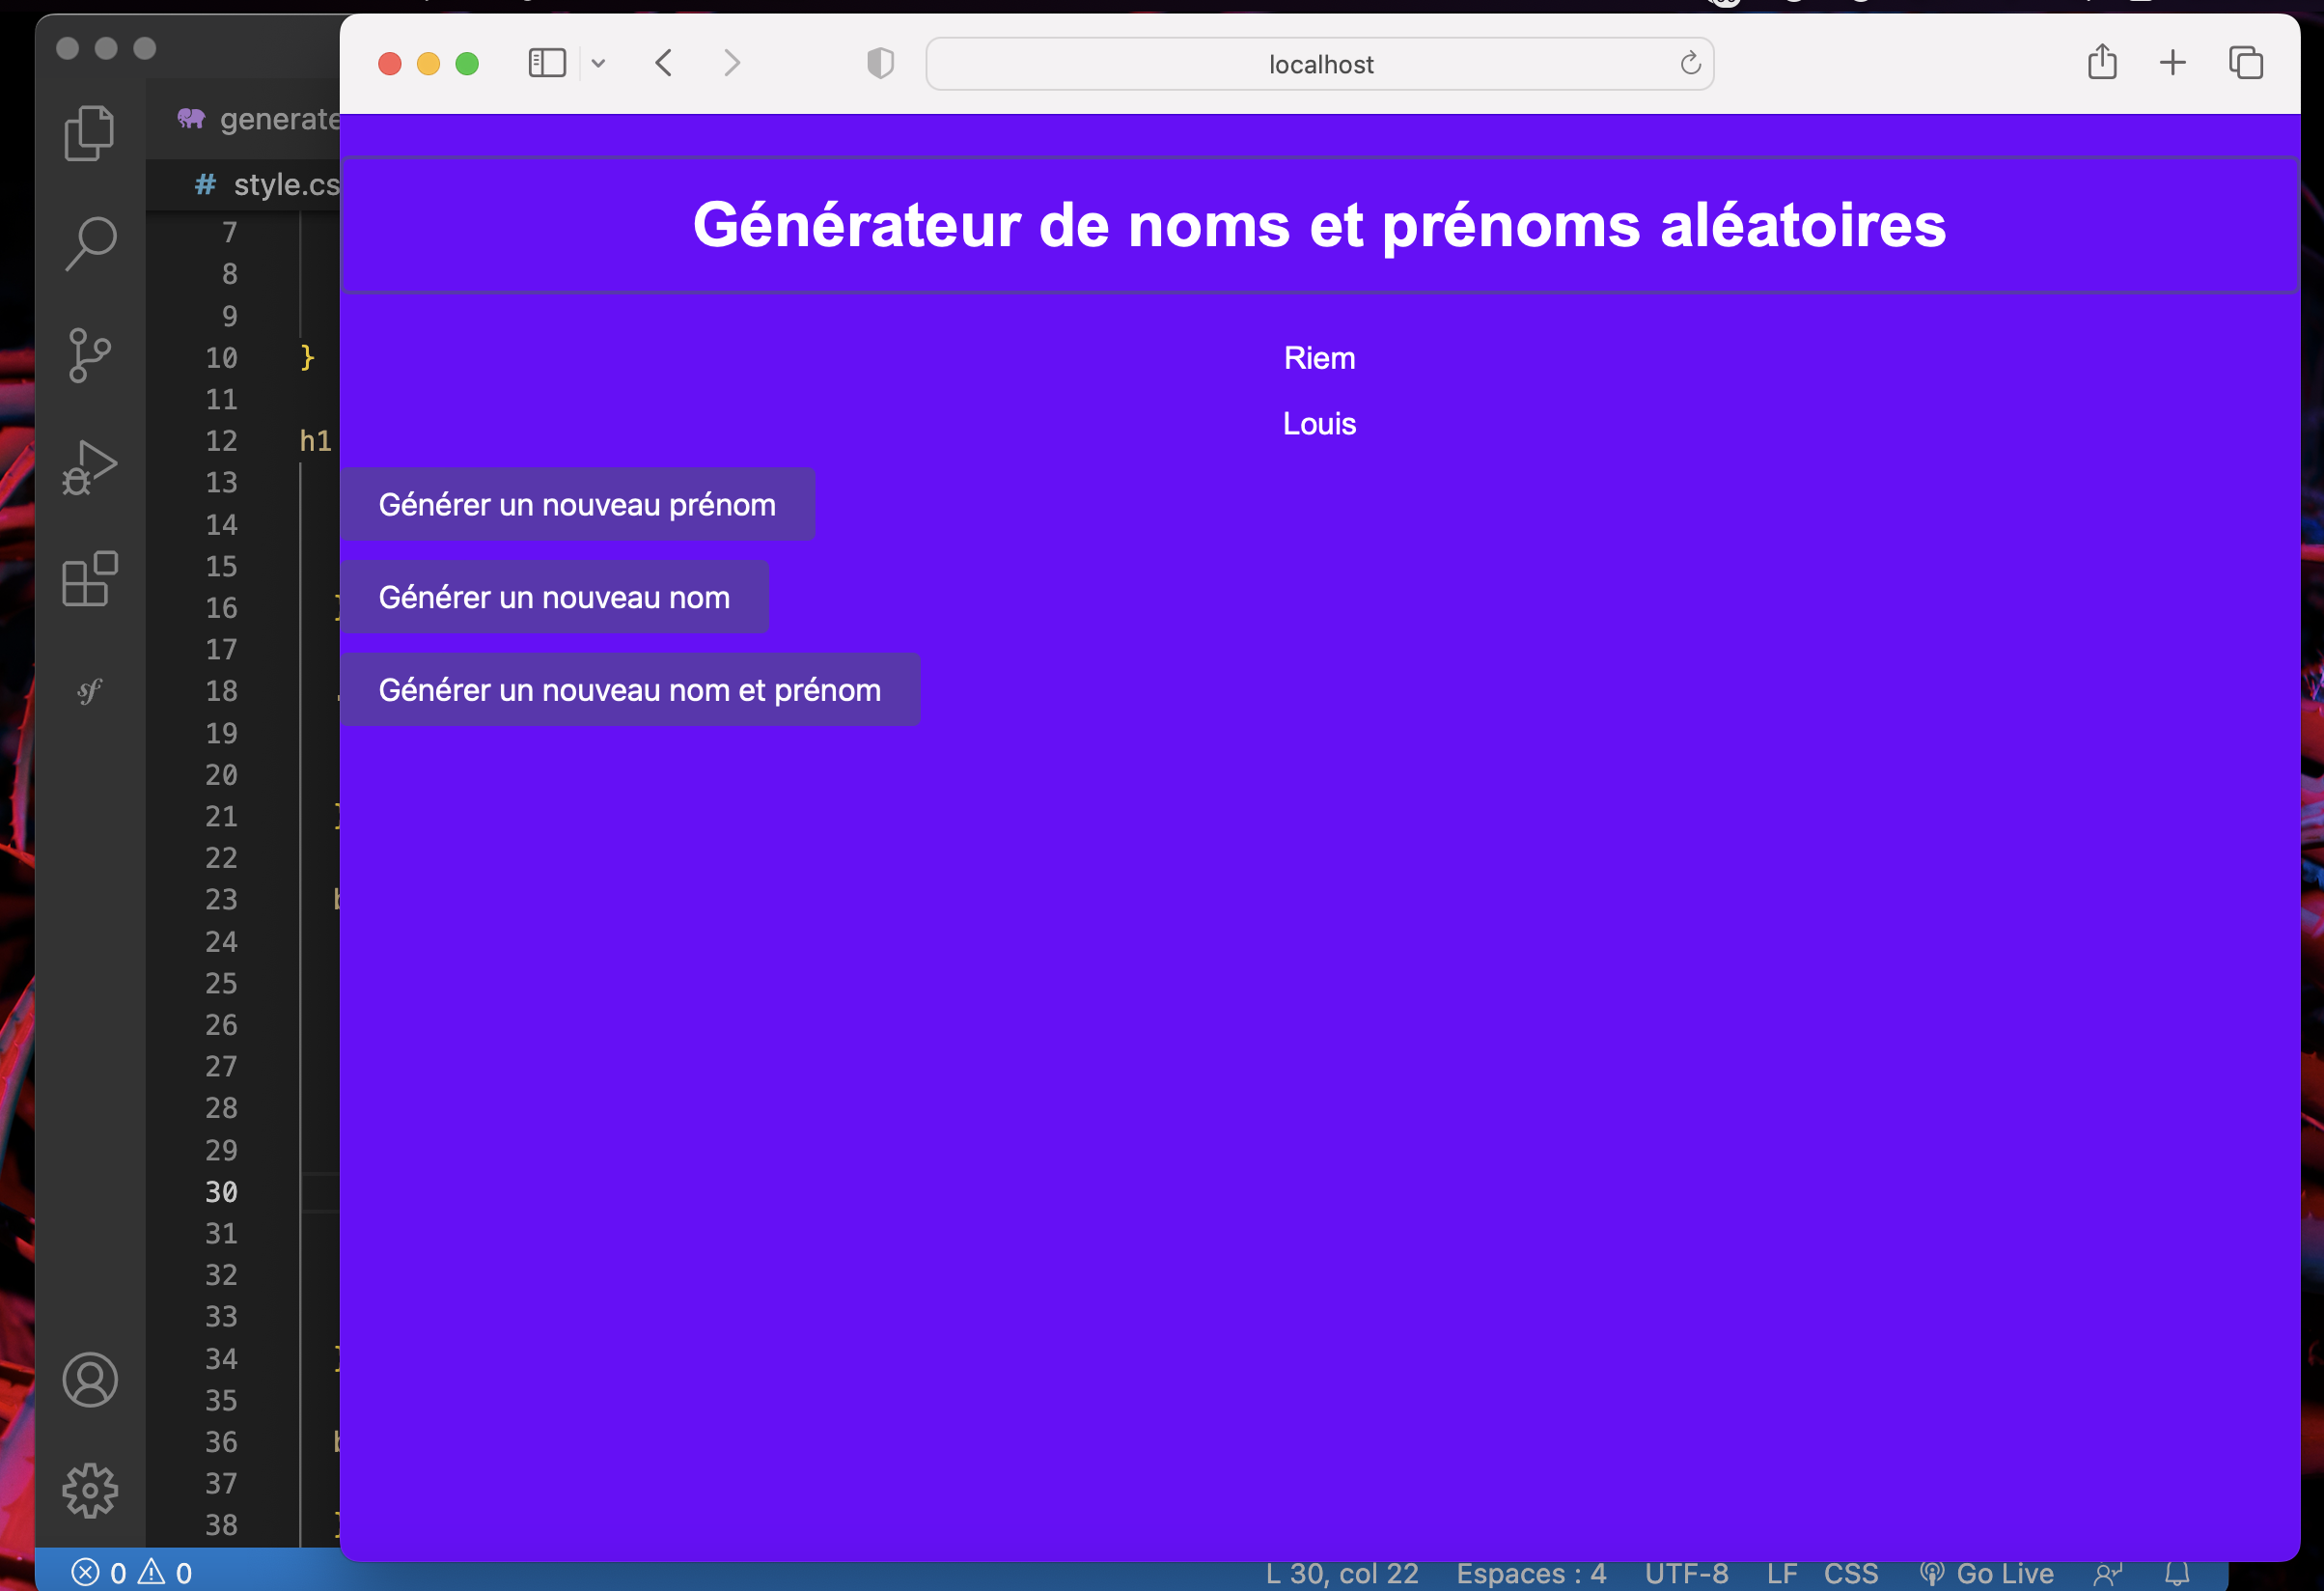 localhost
generate
# style.cs
Générateur de noms et prénoms aléatoires
Riem
Louis
Générer un nouveau prénom
Générer un nouveau nom
Générer un nouveau nom et prénom
7
8
9
10 }
11
12 h1
13
14
15
16
17
18
19
20
21
22
23
24
25
26
27
28
29
30
31
32
33
34
35
36
37
38
sf
0 0 L 30, col 22 Espaces : 4 UTF-8 LF CSS Go Live